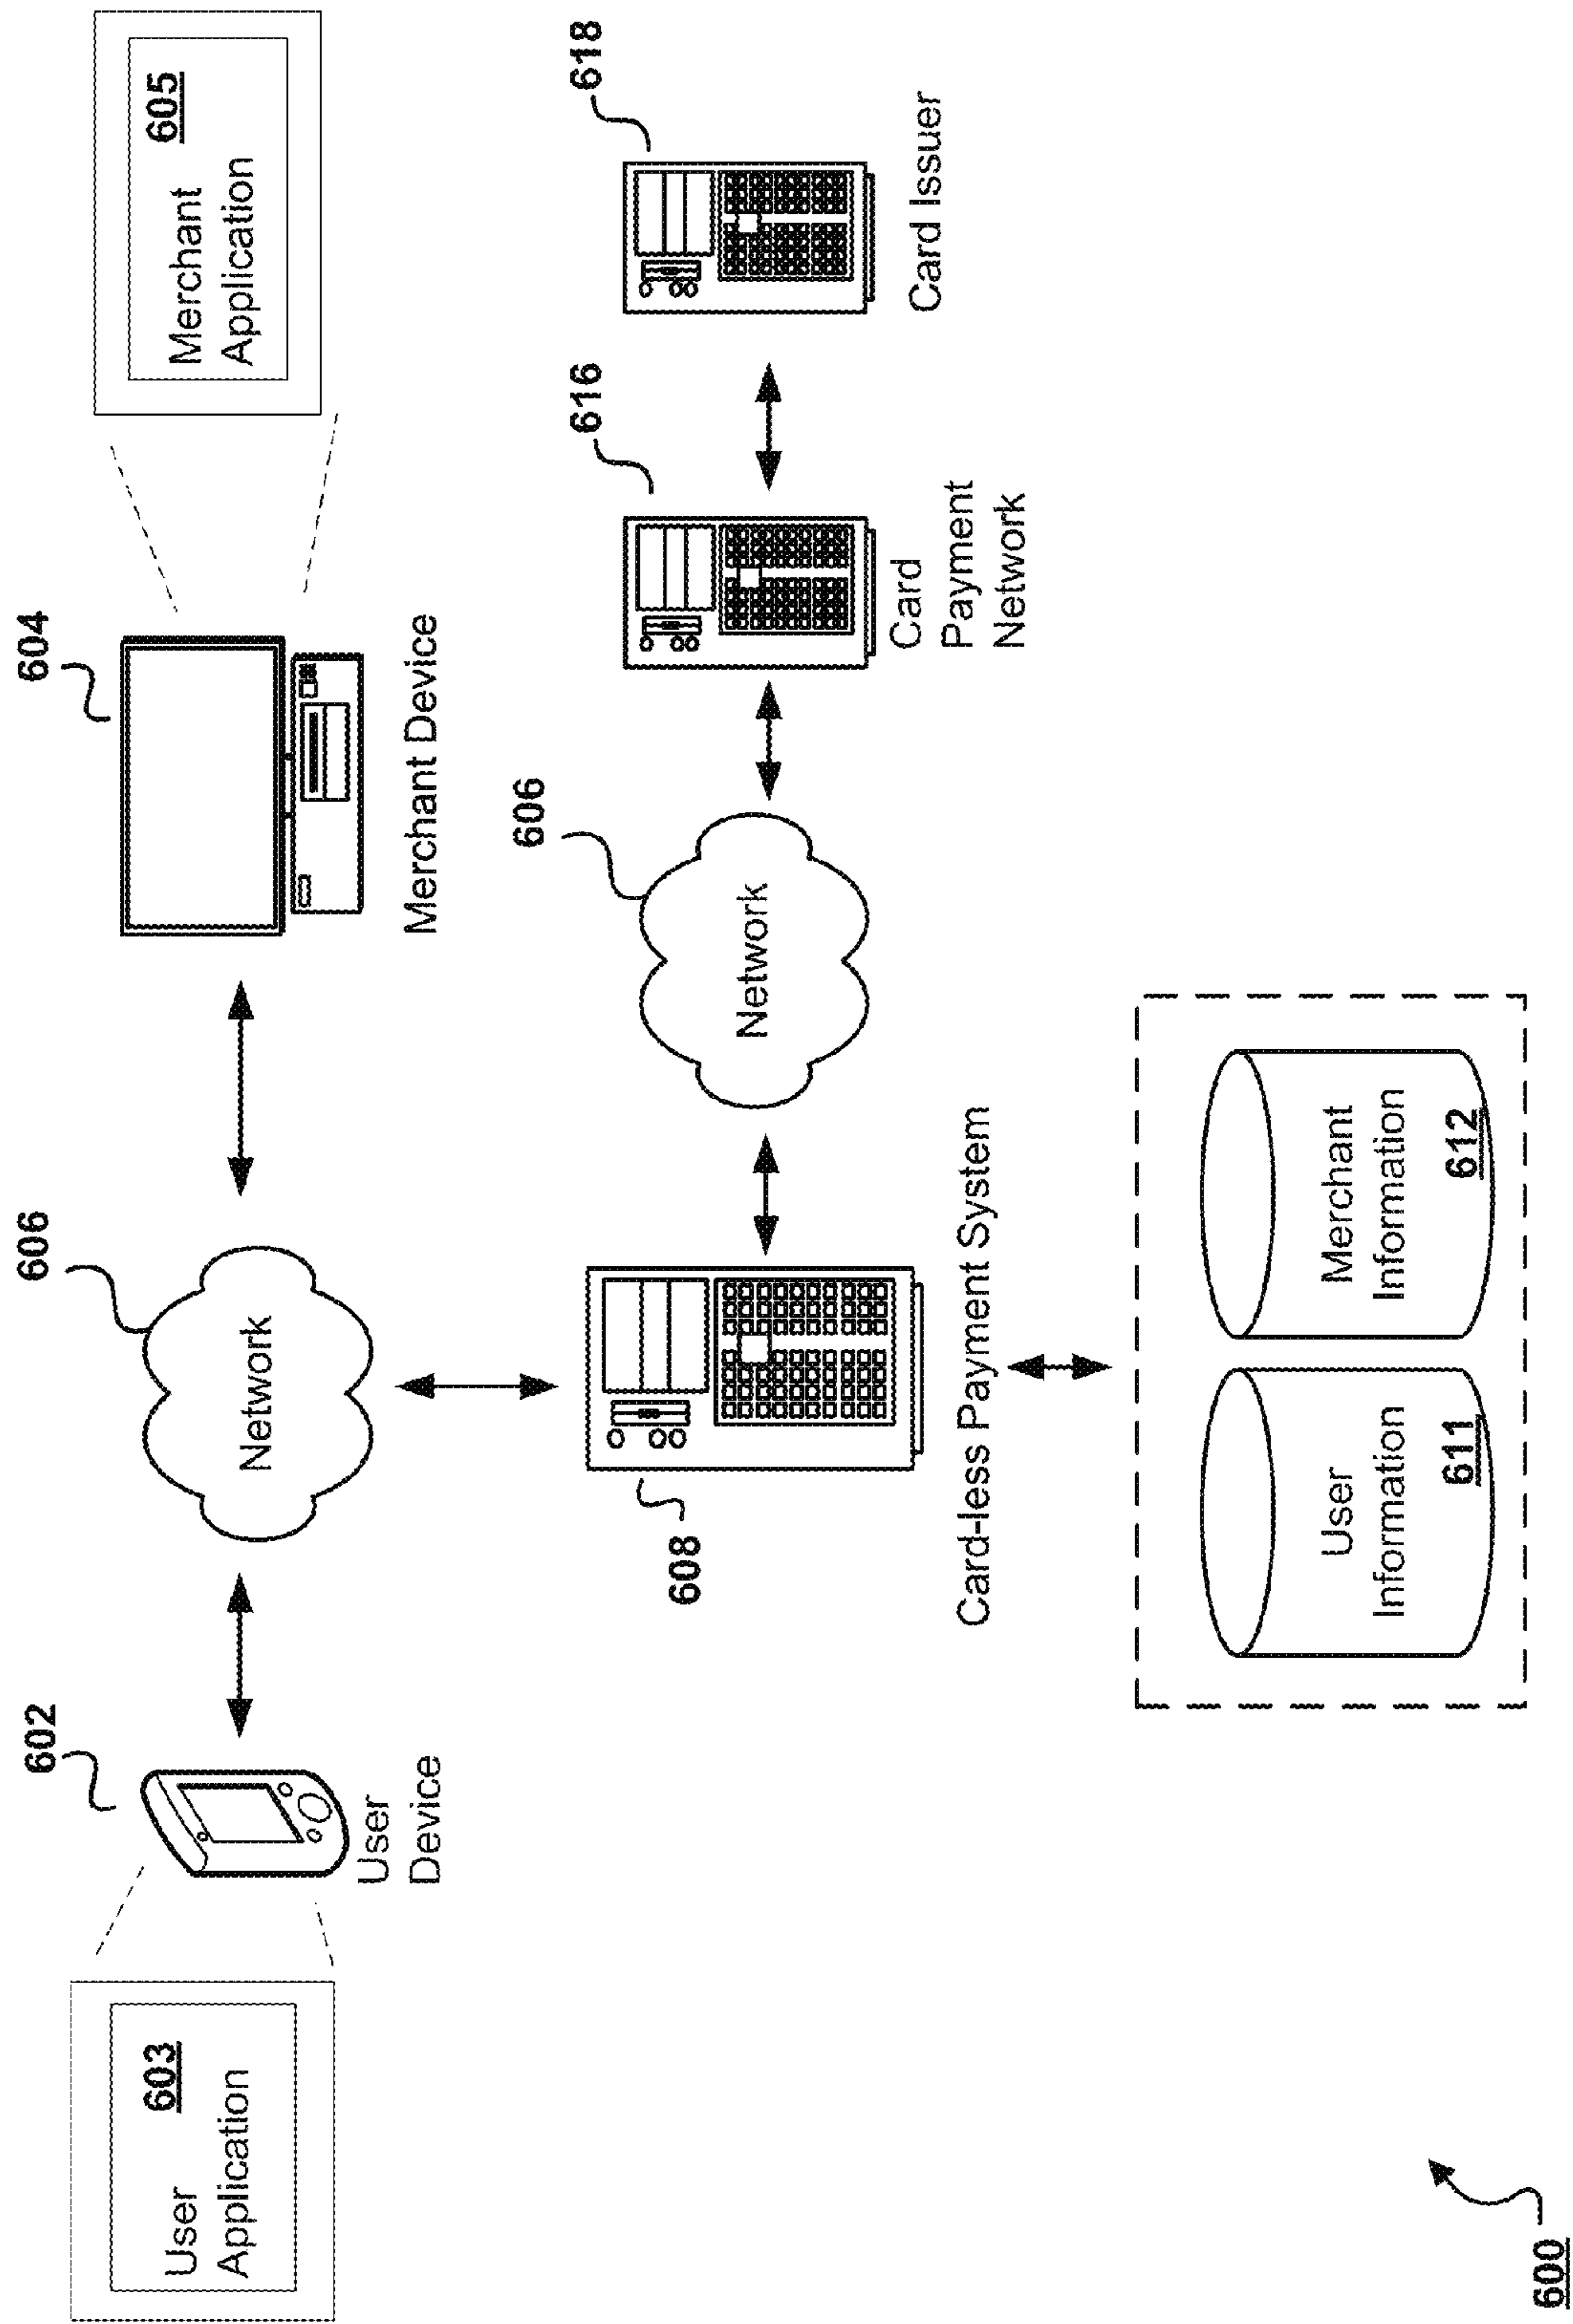 User
603
Application
602
User
Device
606
Network
604
Merchant Device
Merchant
605
Application
608
Card-less Payment System
606
Network
616
Card
Payment
Network
618
Card Issuer
User
Information
611
Merchant
Information
612
600